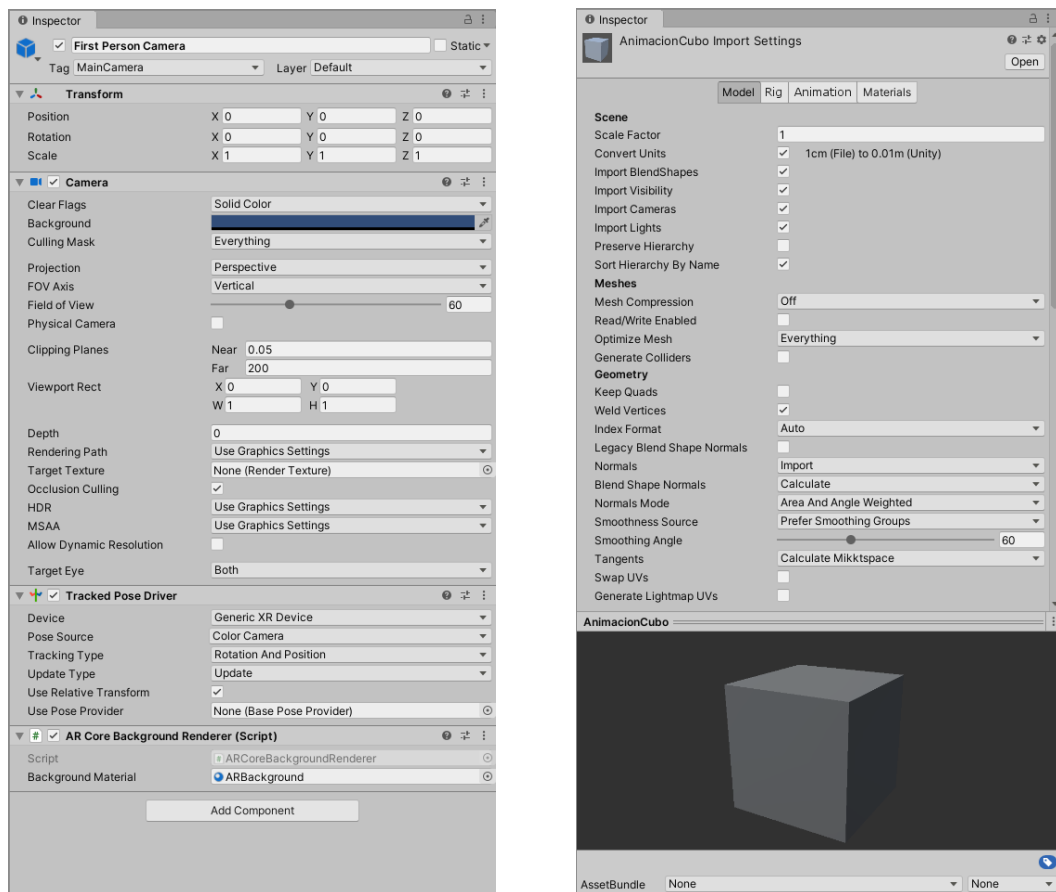 Inspector
First Person Camera Static
Tag MainCamera Layer Default
Transform
Position X 0 Y 0 Z 0
Rotation X 0 Y 0 Z 0
Scale X 1 Y 1 Z 1
Camera
Clear Flags Solid Color
Background
Culling Mask Everything
Projection Perspective
FOV Axis Vertical
Field of View 60
Physical Camera
Clipping Planes Near 0.05
Far 200
Viewport Rect X 0 Y 0
W 1 H 1
Depth 0
Rendering Path Use Graphics Settings
Target Texture None (Render Texture)
Occlusion Culling
HDR Use Graphics Settings
MSAA Use Graphics Settings
Allow Dynamic Resolution
Target Eye Both
Tracked Pose Driver
Device Generic XR Device
Pose Source Color Camera
Tracking Type Rotation And Position
Update Type Update
Use Relative Transform
Use Pose Provider None (Base Pose Provider)
# AR Core Background Renderer (Script)
Script # ARCoreBackgroundRenderer
Background Material ARBackground
Add Component
Inspector
AnimacionCubo Import Settings
Open
Model Rig Animation Materials
Scene
Scale Factor 1
Convert Units 1cm (File) to 0.01m (Unity)
Import BlendShapes
Import Visibility
Import Cameras
Import Lights
Preserve Hierarchy
Sort Hierarchy By Name
Meshes
Mesh Compression Off
Read/Write Enabled
Optimize Mesh Everything
Generate Colliders
Geometry
Keep Quads
Weld Vertices
Index Format Auto
Legacy Blend Shape Normals
Normals Import
Blend Shape Normals Calculate
Normals Mode Area And Angle Weighted
Smoothness Source Prefer Smoothing Groups
Smoothing Angle 60
Tangents Calculate Mikktspace
Swap UVs
Generate Lightmap UVs
AnimacionCubo
AssetBundle None None